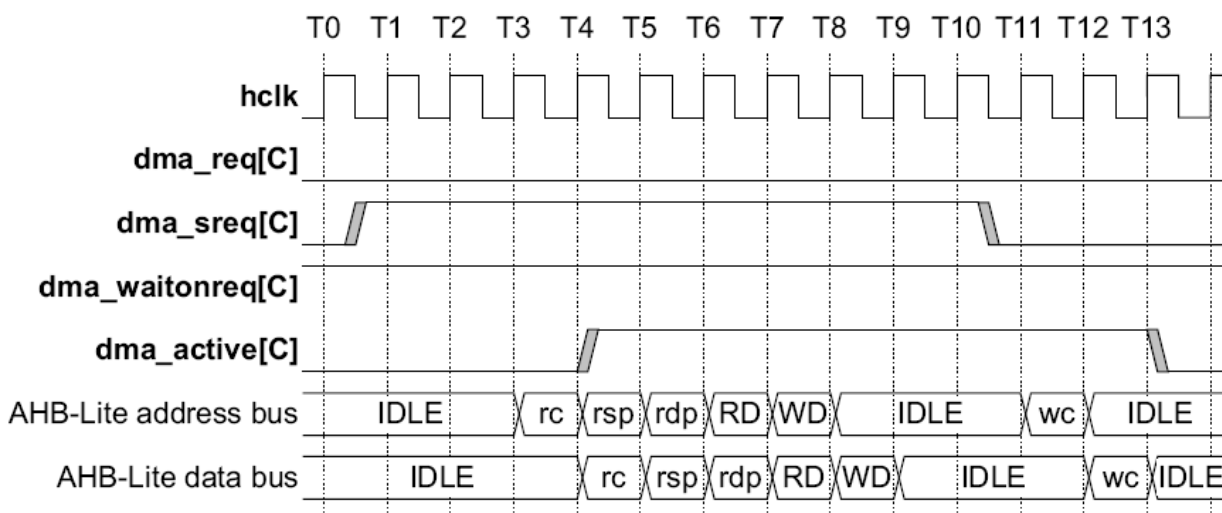 T0 T1 T2 T3 T4 T5 T6 T7 T8 T9 T10 T11 T12 T13
hclk
dma_req[C]
dma_sreq[C]
dma_waitonreq[C]
dma_active[C]
AHB-Lite address bus IDLE rc rsp rdp RD WD IDLE wc IDLE
AHB-Lite data bus IDLE rc rsp rdp RD WD IDLE wc IDLE